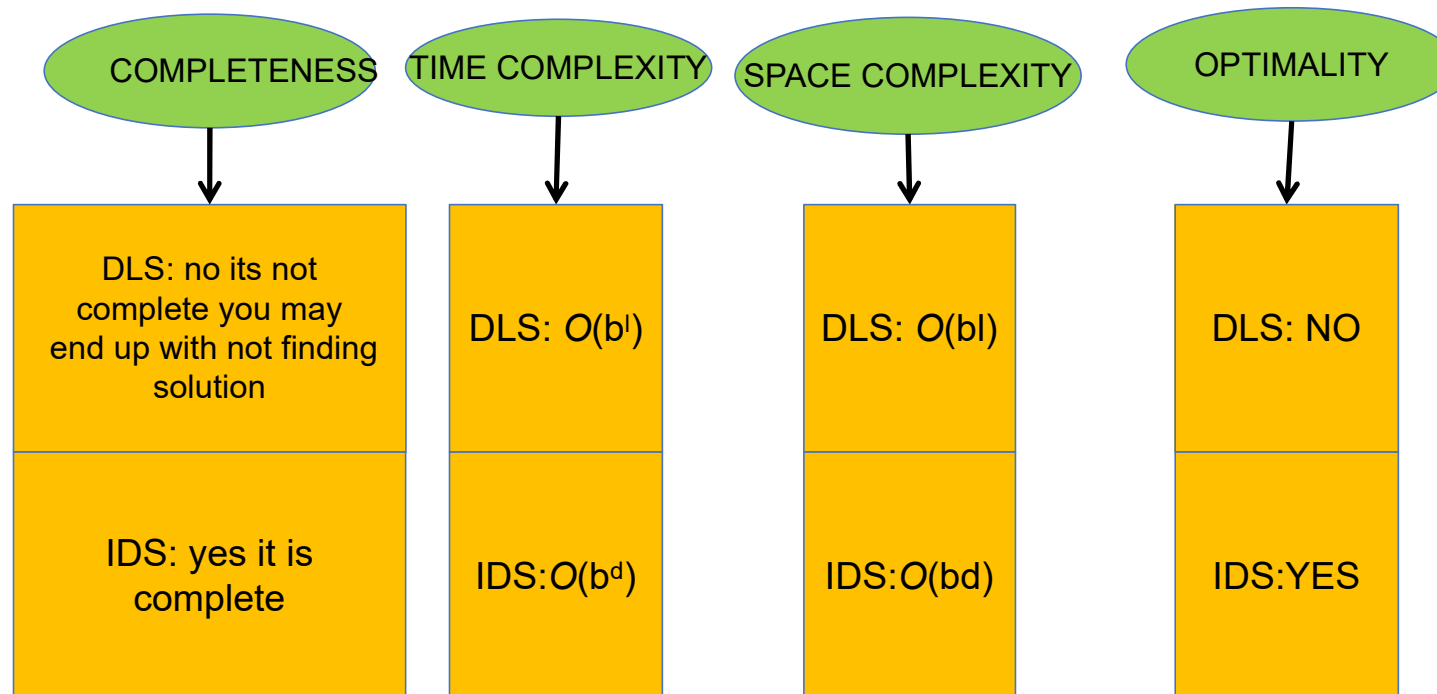 COMPLETENESS
TIME COMPLEXITY
SPACE COMPLEXITY
OPTIMALITY
DLS: no its not
complete you may
end up with not finding
solution
DLS: O(bˡ)
DLS: O(bl)
DLS: NO
IDS: yes it is
complete
IDS:O(bᵈ)
IDS:O(bd)
IDS:YES